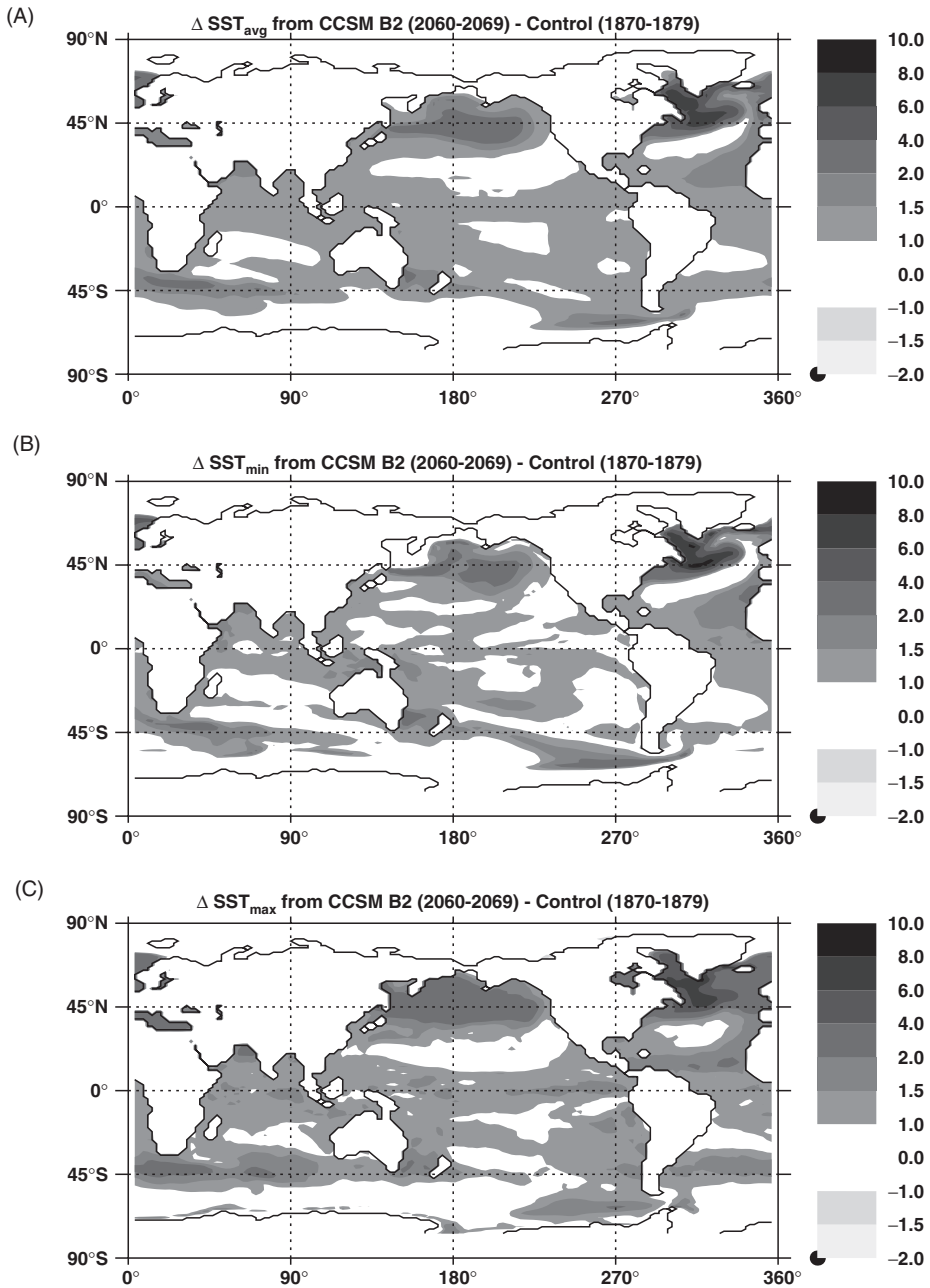 (A)
Δ SSTavg from CCSM B2 (2060-2069) - Control (1870-1879)
90°N
45°N
0°
45°S
90°S
0° 90° 180° 270° 360°
10.0
8.0
6.0
4.0
2.0
1.5
1.0
0.0
–1.0
–1.5
–2.0
(B)
Δ SSTmin from CCSM B2 (2060-2069) - Control (1870-1879)
90°N
45°N
0°
45°S
90°S
0° 90° 180° 270° 360°
10.0
8.0
6.0
4.0
2.0
1.5
1.0
0.0
–1.0
–1.5
–2.0
(C)
Δ SSTmax from CCSM B2 (2060-2069) - Control (1870-1879)
90°N
45°N
0°
45°S
90°S
0° 90° 180° 270° 360°
10.0
8.0
6.0
4.0
2.0
1.5
1.0
0.0
–1.0
–1.5
–2.0